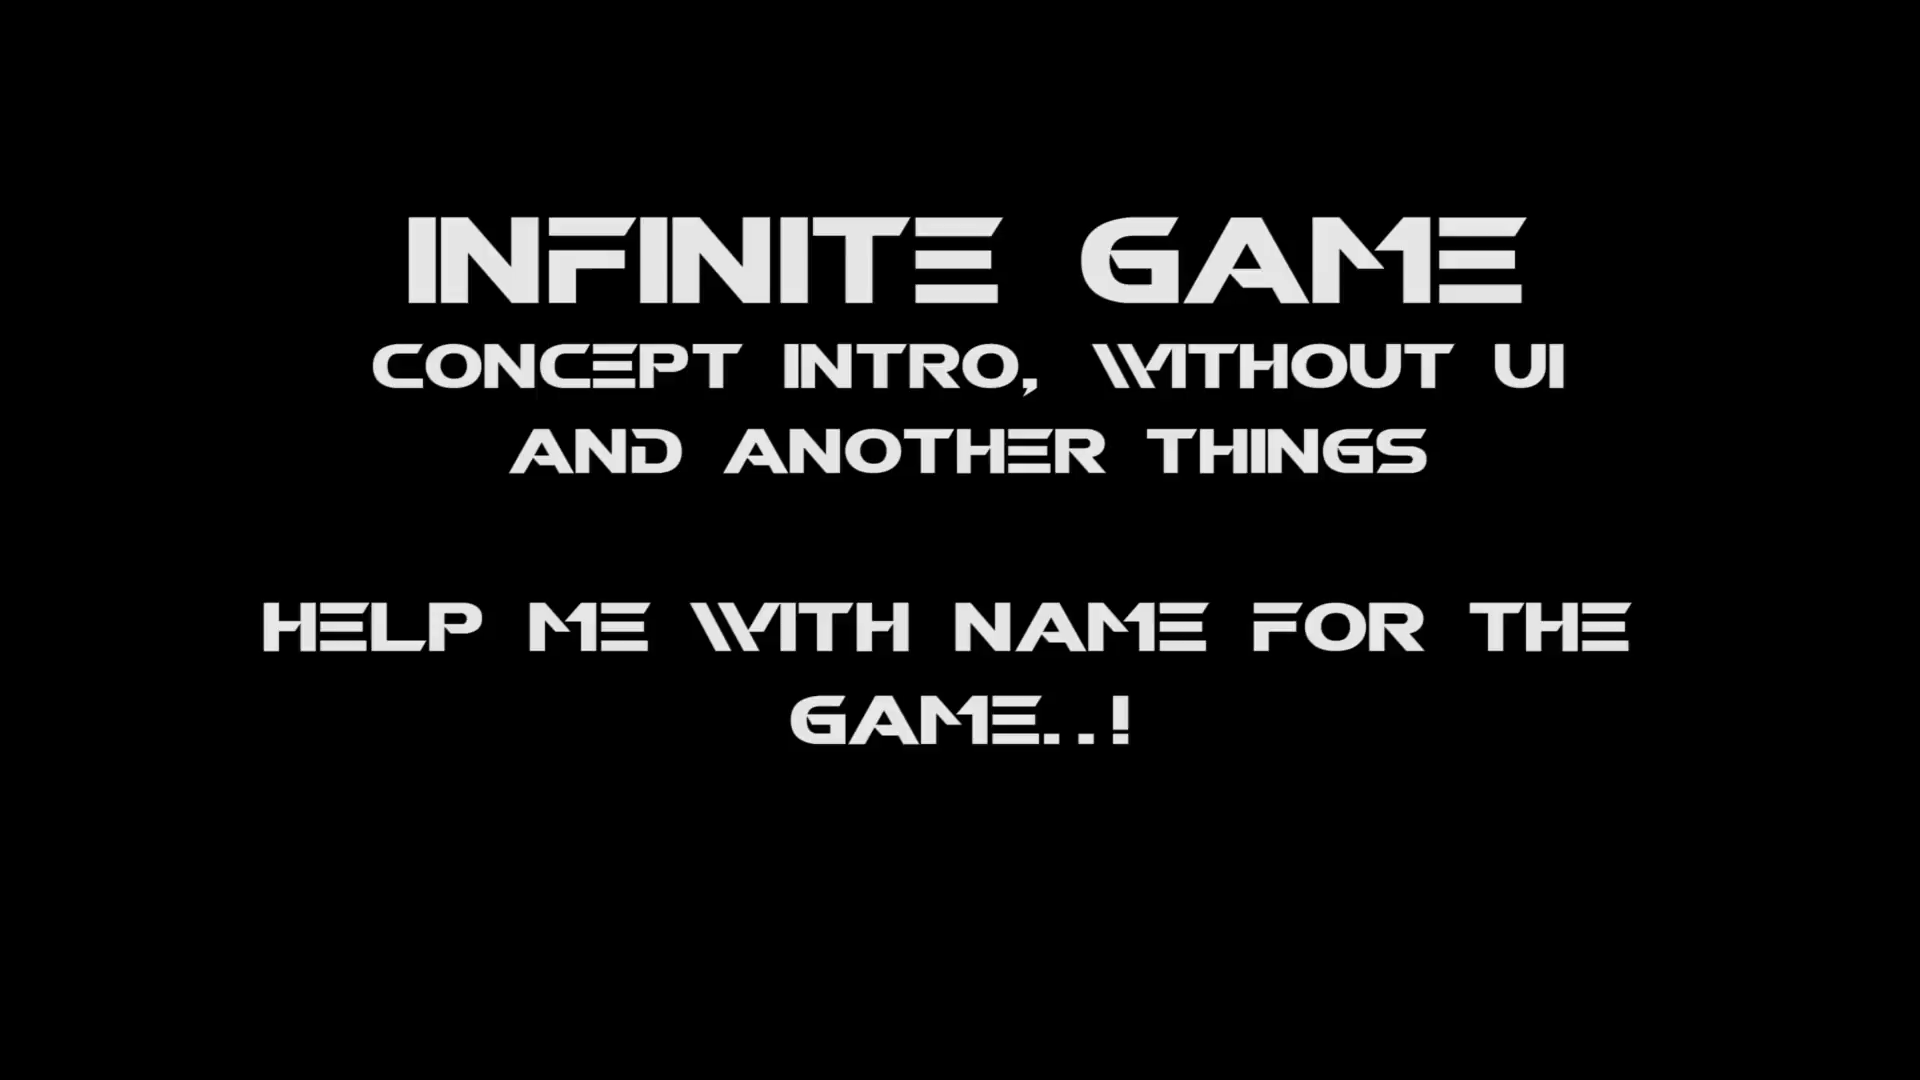 INFINITE GAME
CONCEPT INTRO, WITHOUT UI
AND ANOTHER THINGS
HELP ME WITH NAME FOR THE
GAME..!